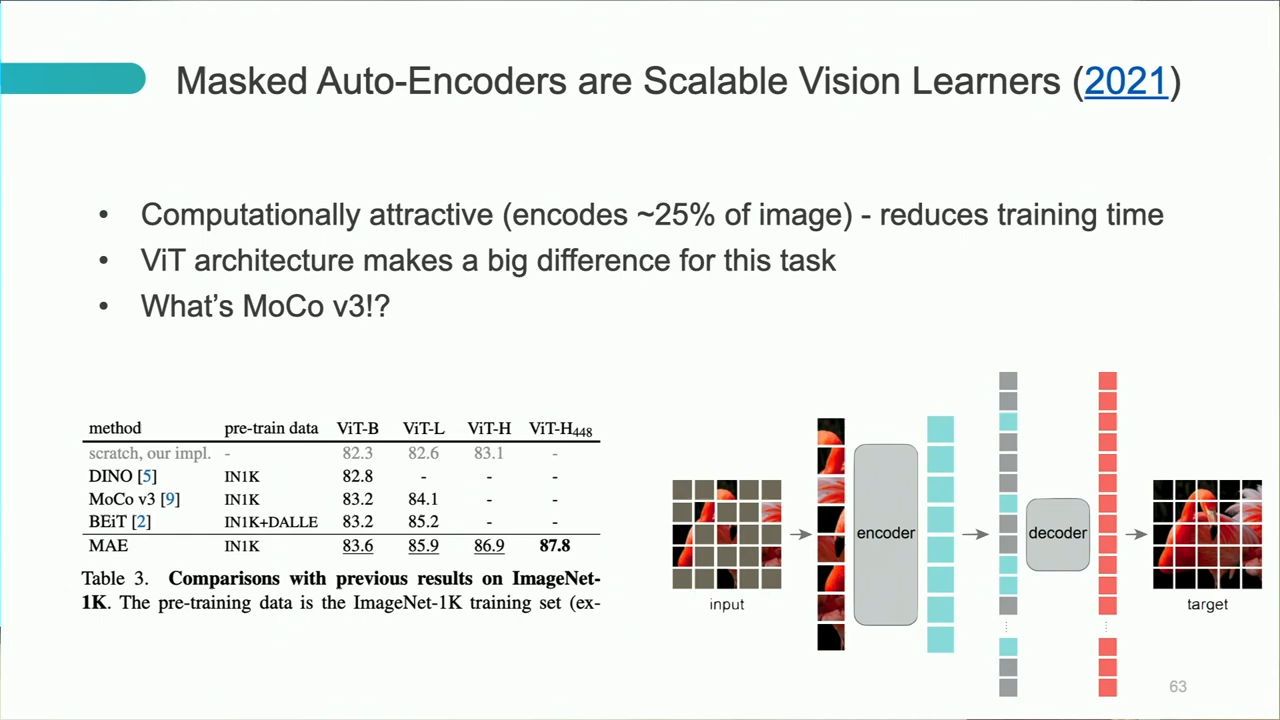 Masked Auto-Encoders are Scalable Vision Learners (2021)
• Computationally attractive (encodes ~25% of image) - reduces training time
• ViT architecture makes a big difference for this task
• What's MoCo v3!?
method pre-train data ViT-B ViT-L ViT-H ViT-H448
scratch, our impl. - 82.3 82.6 83.1 -
DINO [5] IN1K 82.8 - - -
MoCo v3 [9] IN1K 83.2 84.1 - -
BEiT [2] IN1K+DALLE 83.2 85.2 - -
MAE IN1K 83.6 85.9 86.9 87.8
Table 3. Comparisons with previous results on ImageNet-
1K. The pre-training data is the ImageNet-1K training set (ex-
input
encoder
decoder
target
63